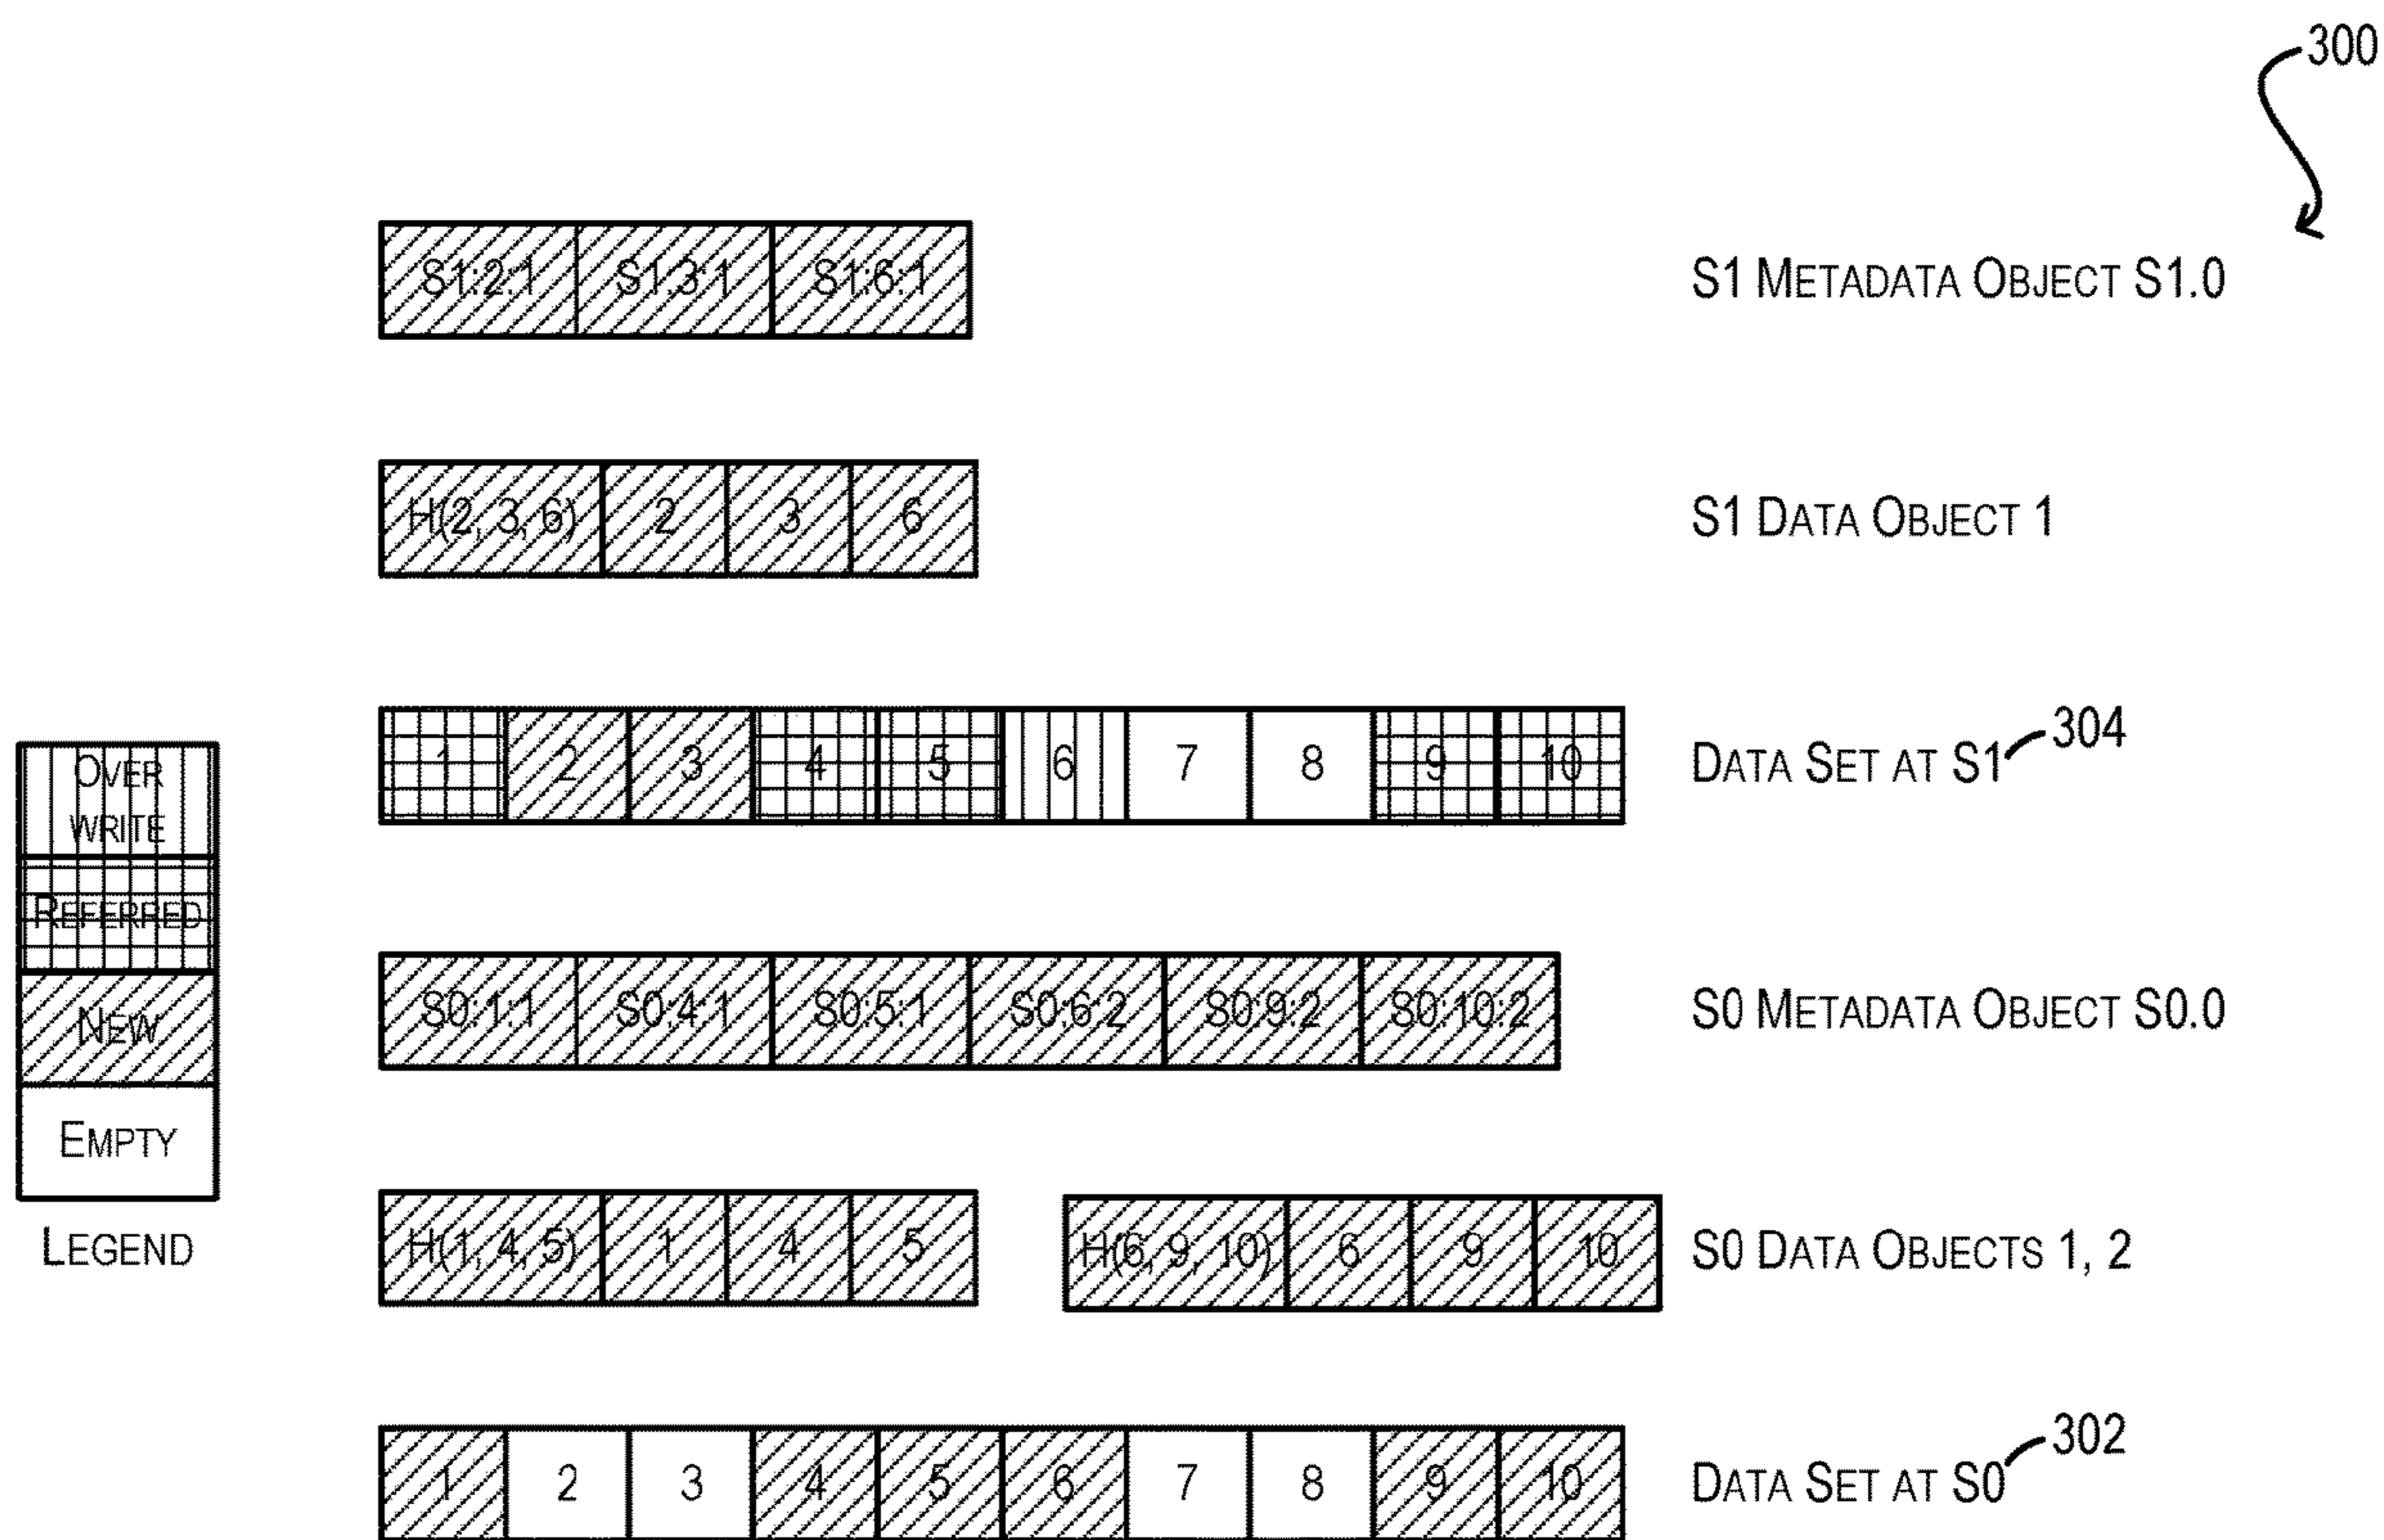 300
S1:2:1 S1:3:1 S1:6:1 S1 METADATA OBJECT S1.0
H(2, 3, 6) 2 3 6 S1 DATA OBJECT 1
1 2 3 4 5 6 7 8 9 10 DATA SET AT S1 304
OVER
WRITE
REFERRED
NEW
EMPTY
LEGEND
S0:1:1 S0:4:1 S0:5:1 S0:6:2 S0:9:2 S0:10:2 S0 METADATA OBJECT S0.0
H(1, 4, 5) 1 4 5 H(6, 9, 10) 6 9 10 S0 DATA OBJECTS 1, 2
1 2 3 4 5 6 7 8 9 10 DATA SET AT S0 302